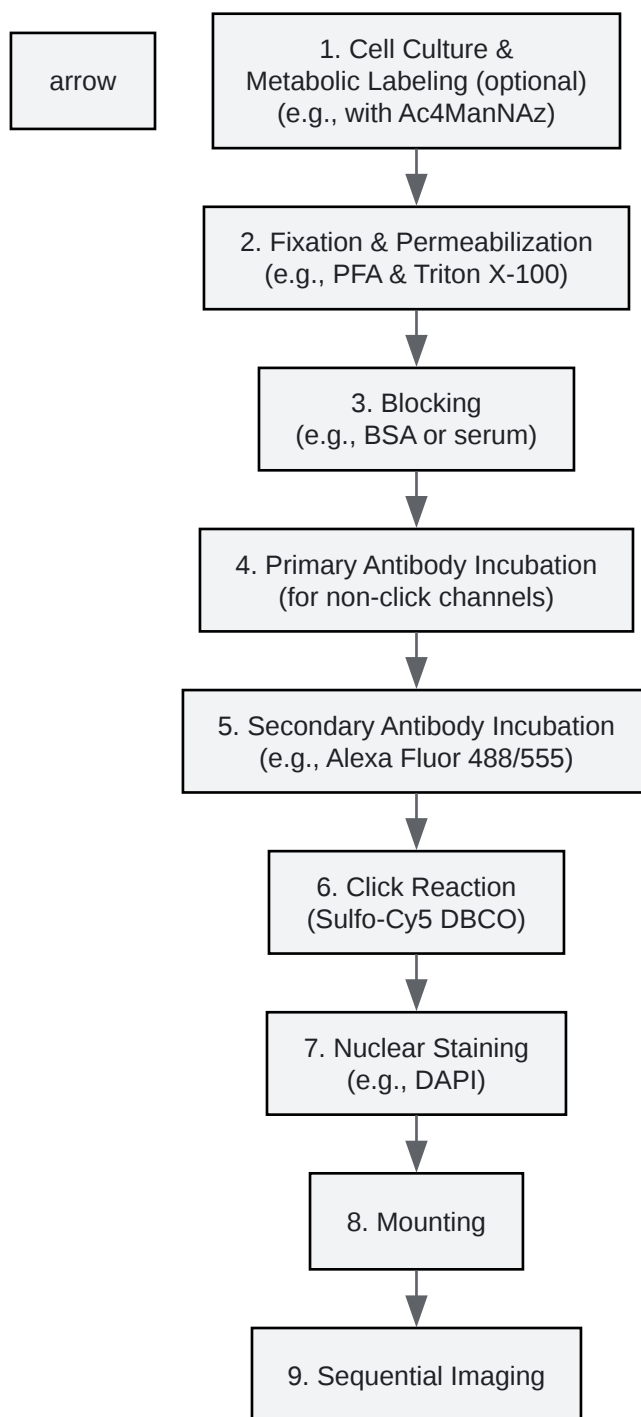 arrow
1. Cell Culture &
Metabolic Labeling (optional)
(e.g., with Ac4ManNAz)
2. Fixation & Permeabilization
(e.g., PFA & Triton X-100)
3. Blocking
(e.g., BSA or serum)
4. Primary Antibody Incubation
(for non-click channels)
5. Secondary Antibody Incubation
(e.g., Alexa Fluor 488/555)
6. Click Reaction
(Sulfo-Cy5 DBCO)
7. Nuclear Staining
(e.g., DAPI)
8. Mounting
9. Sequential Imaging